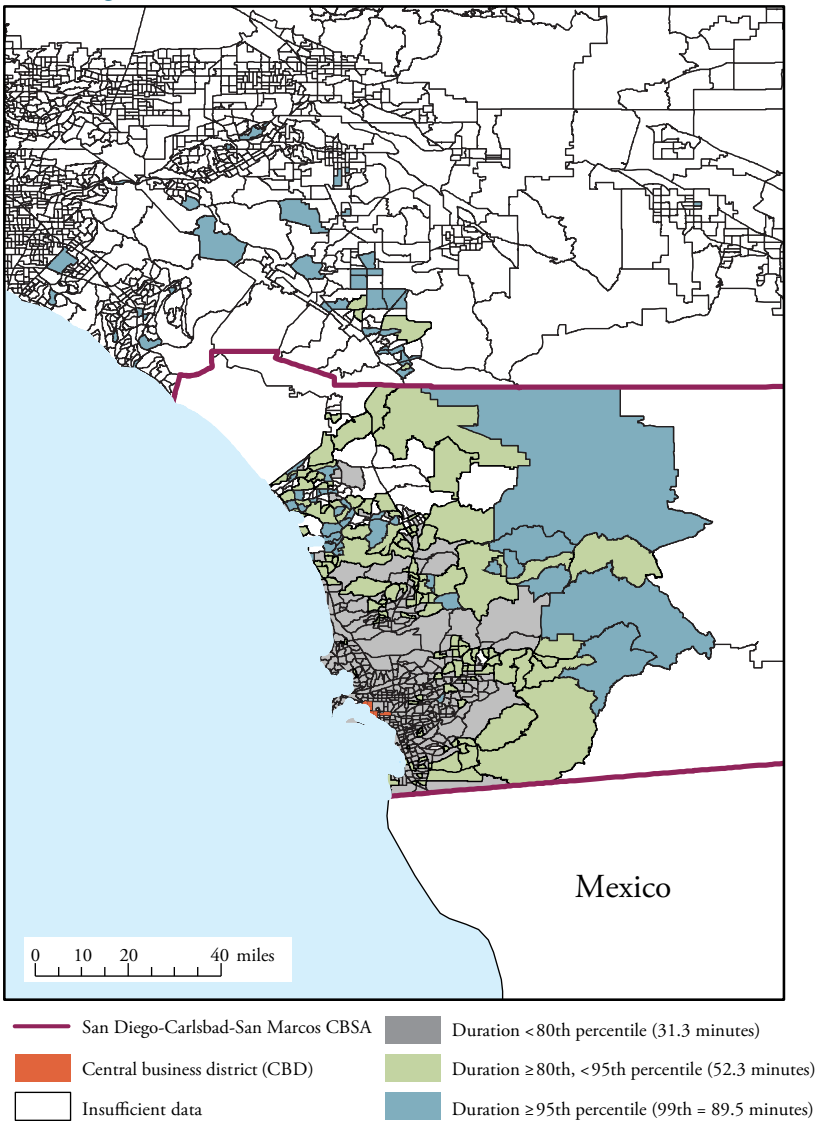 Mexico
0 10 20 40 miles
San Diego-Carlsbad-San Marcos CBSA
Central business district (CBD)
Insufficient data
Duration <80th percentile (31.3 minutes)
Duration ≥80th, <95th percentile (52.3 minutes)
Duration ≥95th percentile (99th = 89.5 minutes)